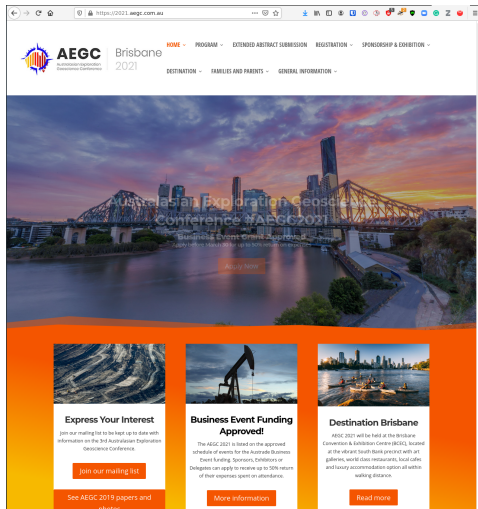 https://2021.aegc.com.au
AEGC
Australasian Exploration
Geoscience Conference
Brisbane
2021
HOME PROGRAM EXTENDED ABSTRACT SUBMISSION REGISTRATION SPONSORSHIP & EXHIBITION
DESTINATION FAMILIES AND PARENTS GENERAL INFORMATION
Australasian Exploration Geoscience
Conference #AEGC2021
Business Event Grant Approved
Apply Now
Express Your Interest
Join our mailing list to be kept up to date with
information on the 3rd Australasian Exploration
Geoscience Conference.
Join our mailing list
See AEGC 2019 papers and
photos
Business Event Funding
Approved!
The AEGC 2021 is listed on the approved
schedule of events for the Austrade Business
Event funding. Sponsors, Exhibitors or
Delegates can apply to receive up to 50% return
of their expenses spent on attendance.
More information
Destination Brisbane
AEGC 2021 will be held at the Brisbane
Convention & Exhibition Centre (BCEC), located
at the vibrant South Bank precinct with art
galleries, world class restaurants, local cafes
and luxury accommodation option all within
walking distance.
Read more